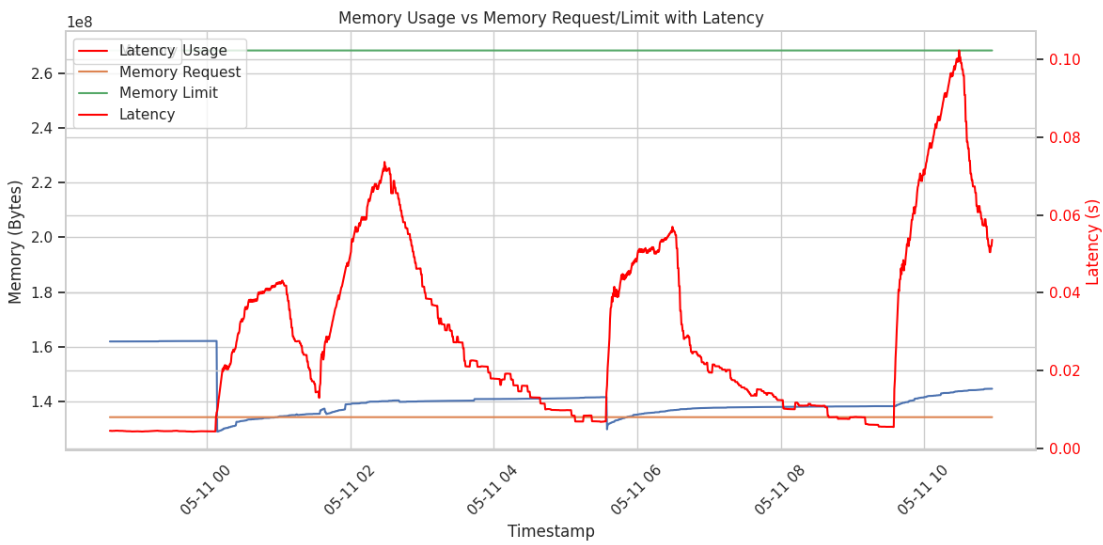 Memory Usage vs Memory Request/Limit with Latency
1e8
Latency Usage
Memory Request
Memory Limit
Latency
2.6
2.4
2.2
2.0
1.8
1.6
1.4
Memory (Bytes)
0.10
0.08
0.06
0.04
0.02
0.00
Latency (s)
05-11 00
05-11 02
05-11 04
05-11 06
05-11 08
05-11 10
Timestamp